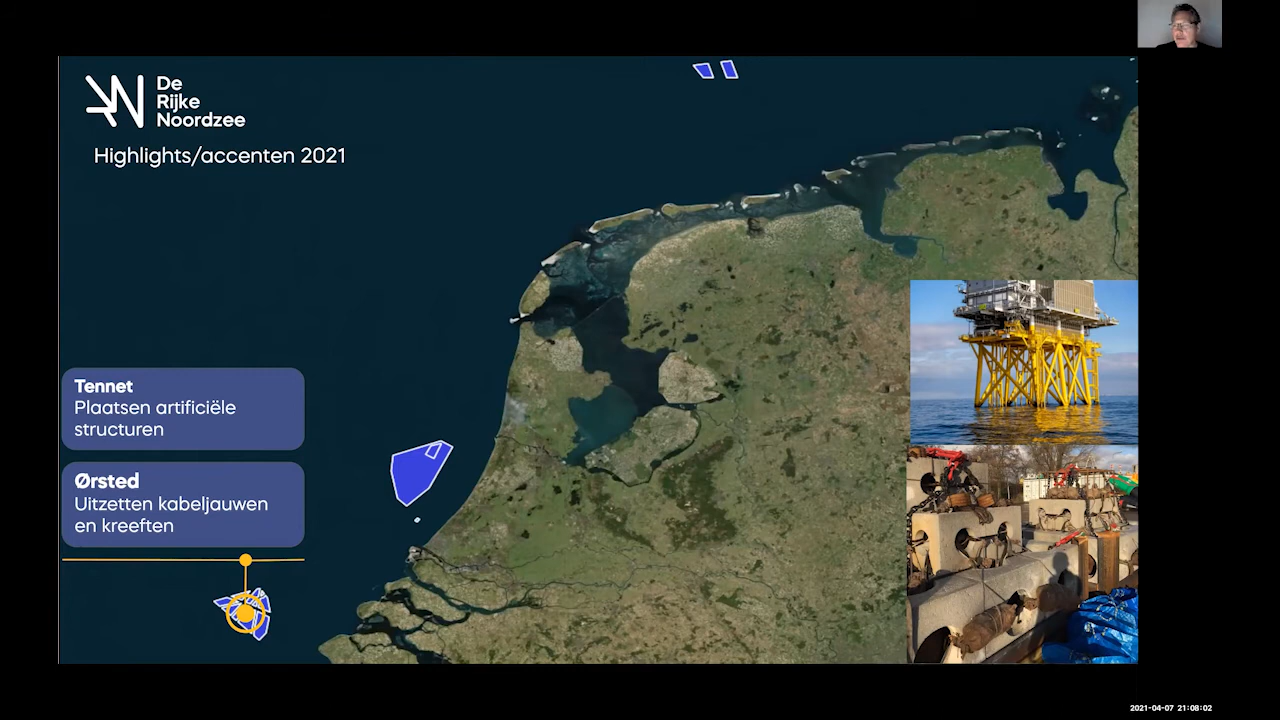 De
Rijke
Noordzee
Highlights/accenten 2021
Tennet
Plaatsen artificiële
structuren
Ørsted
Uitzetten kabeljauwen
en kreeften
2021-04-07 21:08:02